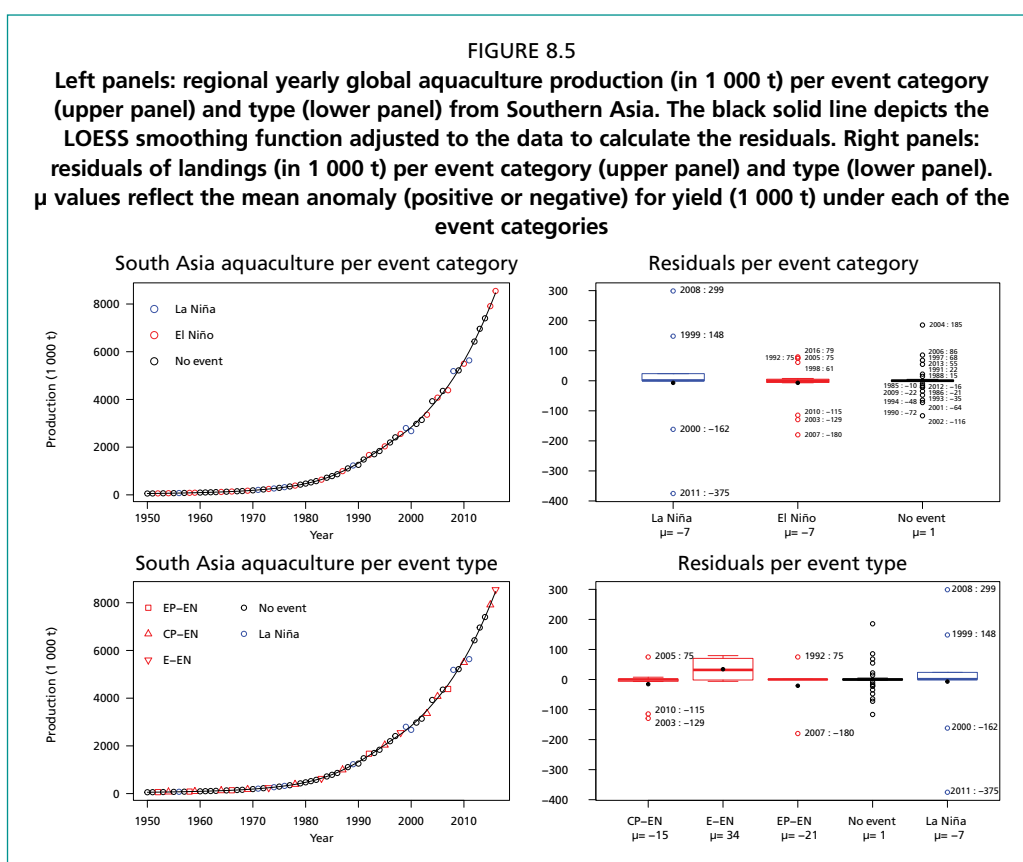 FIGURE 8.5
Left panels: regional yearly global aquaculture production (in 1 000 t) per event category
(upper panel) and type (lower panel) from Southern Asia. The black solid line depicts the
LOESS smoothing function adjusted to the data to calculate the residuals. Right panels:
residuals of landings (in 1 000 t) per event category (upper panel) and type (lower panel).
µ values reflect the mean anomaly (positive or negative) for yield (1 000 t) under each of the
event categories
South Asia aquaculture per event category
Production (1 000 t)
8000
6000
4000
2000
0
La Niña
El Niño
No event
1950 1960 1970 1980 1990 2000 2010
Year
Residuals per event category
300
200
100
0
−100
−200
−300
−400
2008 : 299
1999 : 148
2000 : −162
2011 : −375
2016 : 79
1992 : 75
2005 : 75
1998 : 61
2010 : −115
2003 : −129
2007 : −180
2004 : 185
2006 : 86
1997 : 68
2013 : 55
1991 : 22
1988 : 15
1985 : −10
2012 : −16
2009 : −22
1986 : −21
1993 : −35
1994 : −48
2001 : −64
1990 : −72
2002 : −116
La Niña El Niño No event
µ= −7 µ= −7 µ= 1
South Asia aquaculture per event type
Production (1 000 t)
8000
6000
4000
2000
0
EP−EN No event
CP−EN La Niña
E−EN
1950 1960 1970 1980 1990 2000 2010
Year
Residuals per event type
300
200
100
0
−100
−200
−300
−400
2005 : 75
2010 : −115
2003 : −129
1992 : 75
2007 : −180
2008 : 299
1999 : 148
2000 : −162
2011 : −375
CP−EN E−EN EP−EN No event La Niña
µ= −15 µ= 34 µ= −21 µ= 1 µ= −7